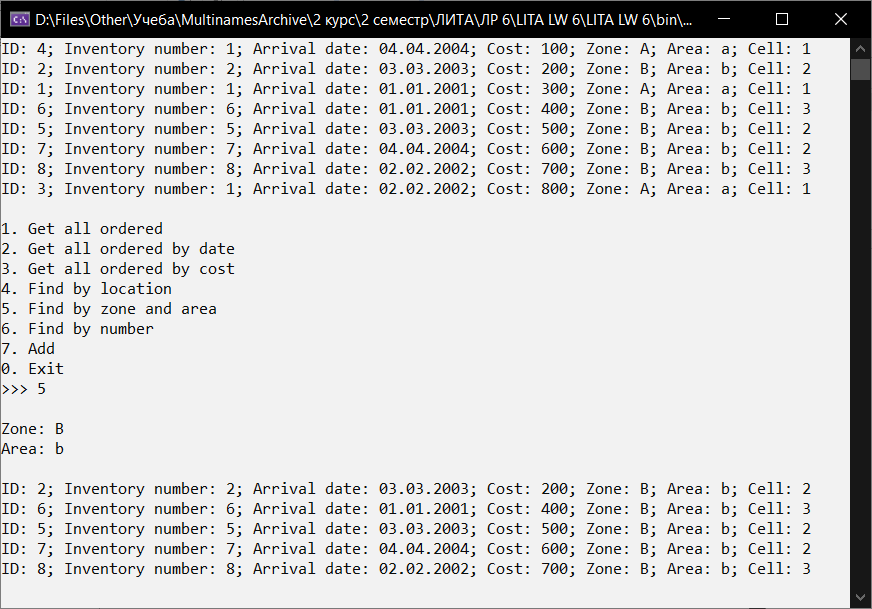 D:\Files\Other\Учеба\MultinamesArchive\2 курс\2 семестр\ЛИТА\ЛР 6\LITA LW 6\LITA LW 6\bin\...
ID: 4; Inventory number: 1; Arrival date: 04.04.2004; Cost: 100; Zone: A; Area: a; Cell: 1
ID: 2; Inventory number: 2; Arrival date: 03.03.2003; Cost: 200; Zone: B; Area: b; Cell: 2
ID: 1; Inventory number: 1; Arrival date: 01.01.2001; Cost: 300; Zone: A; Area: a; Cell: 1
ID: 6; Inventory number: 6; Arrival date: 01.01.2001; Cost: 400; Zone: B; Area: b; Cell: 3
ID: 5; Inventory number: 5; Arrival date: 03.03.2003; Cost: 500; Zone: B; Area: b; Cell: 2
ID: 7; Inventory number: 7; Arrival date: 04.04.2004; Cost: 600; Zone: B; Area: b; Cell: 2
ID: 8; Inventory number: 8; Arrival date: 02.02.2002; Cost: 700; Zone: B; Area: b; Cell: 3
ID: 3; Inventory number: 1; Arrival date: 02.02.2002; Cost: 800; Zone: A; Area: a; Cell: 1
1. Get all ordered
2. Get all ordered by date
3. Get all ordered by cost
4. Find by location
5. Find by zone and area
6. Find by number
7. Add
0. Exit
>>> 5
Zone: B
Area: b
ID: 2; Inventory number: 2; Arrival date: 03.03.2003; Cost: 200; Zone: B; Area: b; Cell: 2
ID: 6; Inventory number: 6; Arrival date: 01.01.2001; Cost: 400; Zone: B; Area: b; Cell: 3
ID: 5; Inventory number: 5; Arrival date: 03.03.2003; Cost: 500; Zone: B; Area: b; Cell: 2
ID: 7; Inventory number: 7; Arrival date: 04.04.2004; Cost: 600; Zone: B; Area: b; Cell: 2
ID: 8; Inventory number: 8; Arrival date: 02.02.2002; Cost: 700; Zone: B; Area: b; Cell: 3